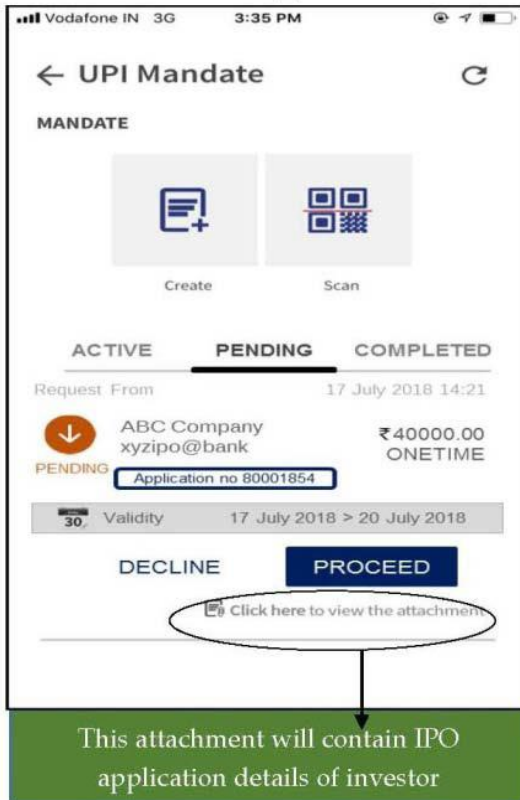 Vodafone IN 3G 3:35 PM
← UPI Mandate
MANDATE
Create Scan
ACTIVE PENDING COMPLETED
Request From 17 July 2018 14:21
ABC Company ₹40000.00
xyzipo@bank ONETIME
PENDING
Application no 80001854
30 Validity 17 July 2018 > 20 July 2018
DECLINE PROCEED
Click here to view the attachment
This attachment will contain IPO
application details of investor